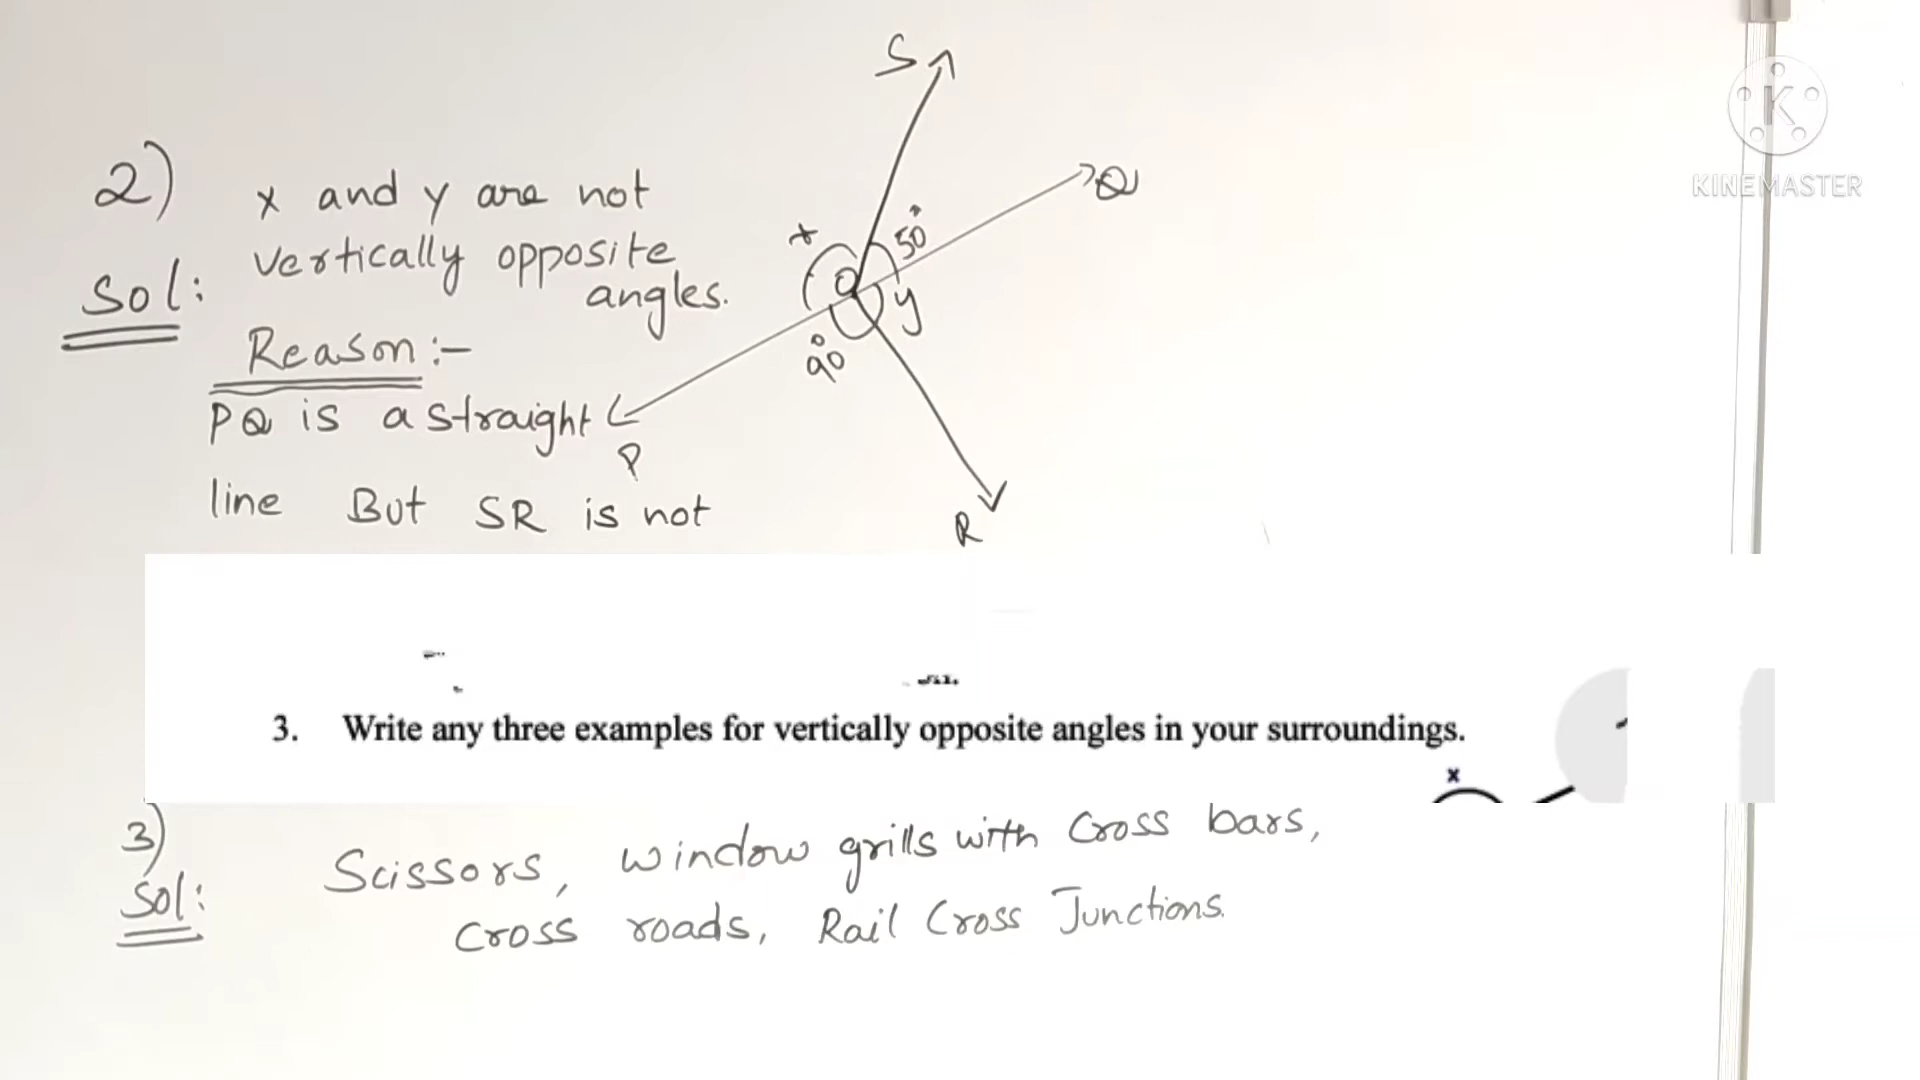 S
Q
2) x and y are not
vertically opposite
angles.
Sol:
x
50°
O
y
90°
Reason:-
PQ is a straight
P
line But SR is not
R
KINEMASTER
3. Write any three examples for vertically opposite angles in your surroundings.
x
3)
Sol:
Scissors, window grills with cross bars,
cross roads, Rail Cross Junctions.